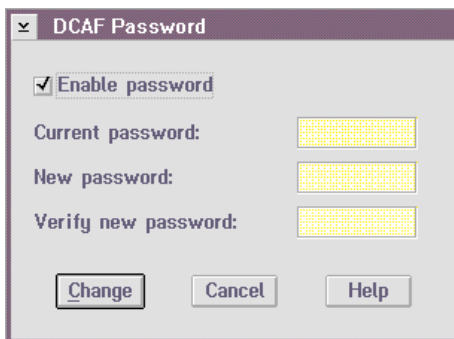 DCAF Password
Enable password
Current password:
New password:
Verify new password:
Change Cancel Help